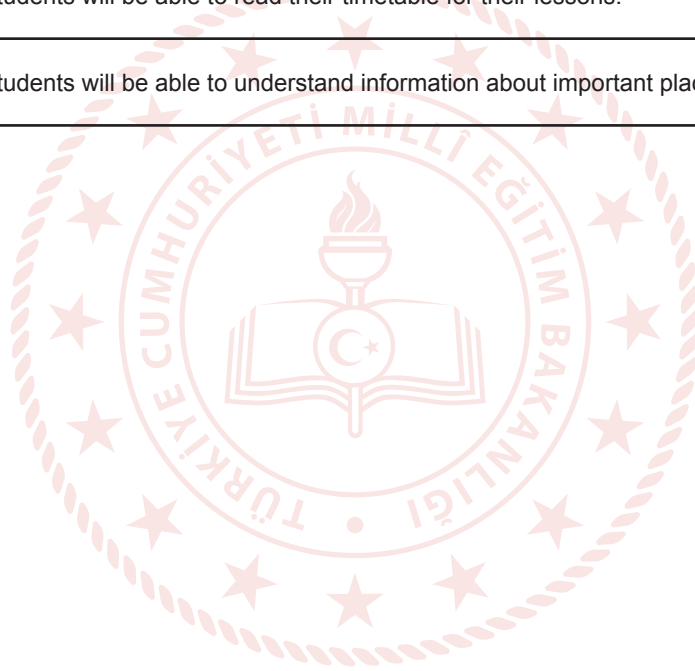 tudents will be able to read their timetable for their lessons.
tudents will be able to understand information about important plac
TÜRKİYE CUMHURİYETİ MİLLÎ EĞİTİM BAKANLIĞI